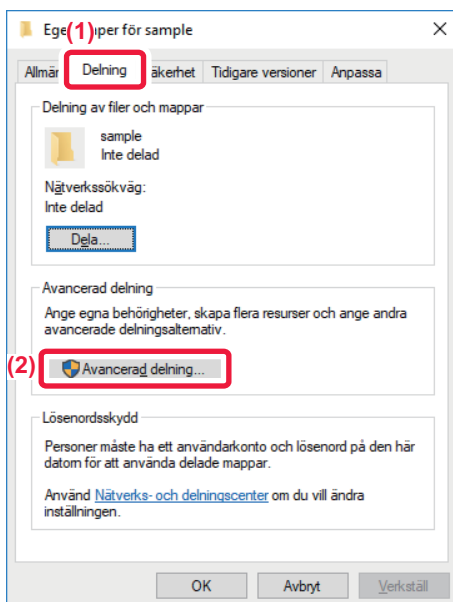 (1)
Ege per för sample
Allmän Delning äkerhet Tidigare versioner Anpassa
Delning av filer och mappar
sample
Inte delad
Nätverkssökväg:
Inte delad
Dela...
Avancerad delning
Ange egna behörigheter, skapa flera resurser och ange andra
avancerade delningsalternativ.
(2)
Avancerad delning...
Lösenordsskydd
Personer måste ha ett användarkonto och lösenord på den här
datorn för att använda delade mappar.
Använd Nätverks- och delningscenter om du vill ändra
inställningen.
OK Avbryt Verkställ